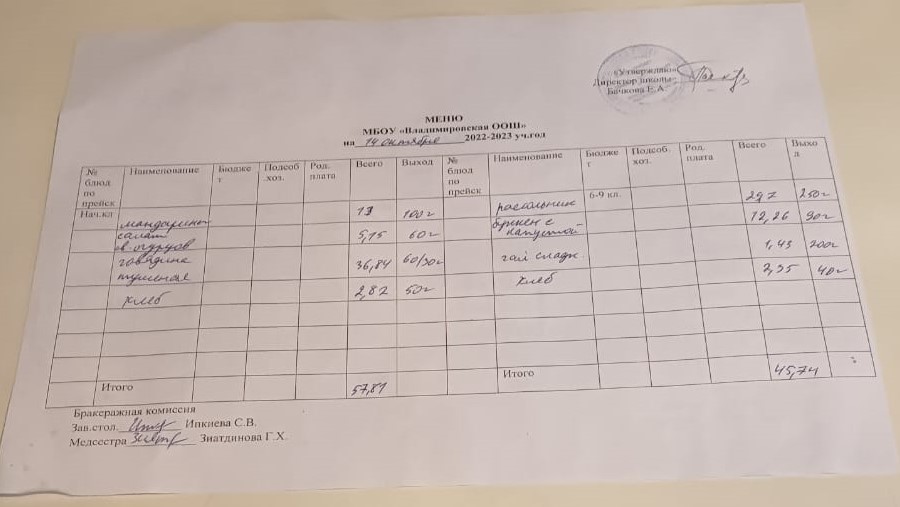 «Утверждаю»
Директор школы
Бачкова Е.А
МЕНЮ
МБОУ «Владимировская ООШ»
на 14 октября 2022-2023 уч.год
№ блюд по прейск Наименование Бюджет Подсоб.хоз. Род. плата Всего Выход № блюд по прейск Наименование Бюджет Подсоб.хоз. Род. плата Всего Выход
Нач.кл мандарины 13 100г рассольник 6-9 кл. 29,7 250г
салат св. огурцов 5,15 60г с капустой 12,26 90г
говядина тушеная 36,84 60/30г чай сладк. 1,43 200г
хлеб 2,82 50г хлеб 2,35 40г
Итого 57,81 Итого 45,74
Бракеражная комиссия
Зав.стол. Ипкиева С.В.
Медсестра Зиатдинова Г.Х.